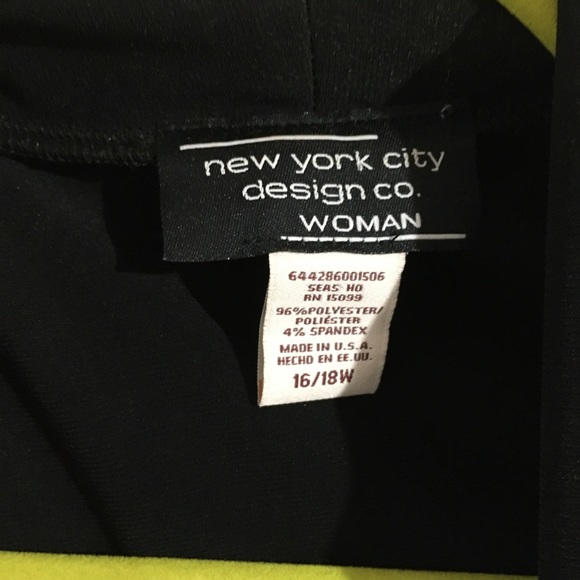 new york city
design co.
WOMAN
644286001506
SEAS HO
RN 15099
96%POLYESTER/
POLIÉSTER
4% SPANDEX
MADE IN U.S.A.
HECHO EN EE.UU.
16/18W